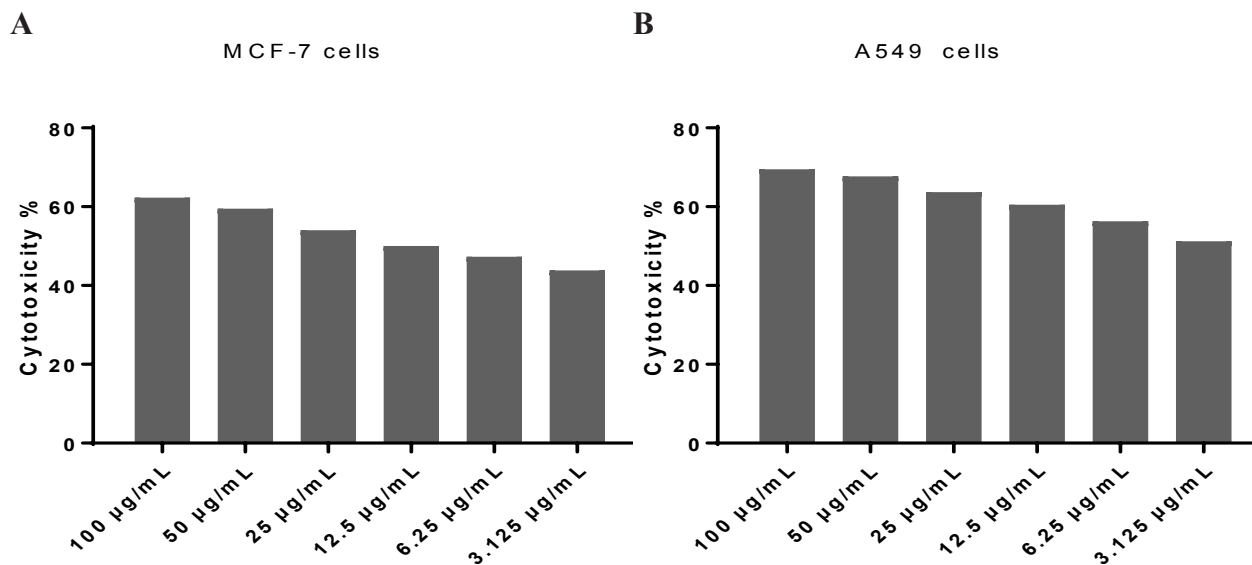 A
MCF-7 cells
Cytotoxicity %
80
60
40
20
0
100 µg/mL
50 µg/mL
25 µg/mL
12.5 µg/mL
6.25 µg/mL
3.125 µg/mL
B
A549 cells
Cytotoxicity %
80
60
40
20
0
100 µg/mL
50 µg/mL
25 µg/mL
12.5 µg/mL
6.25 µg/mL
3.125 µg/mL